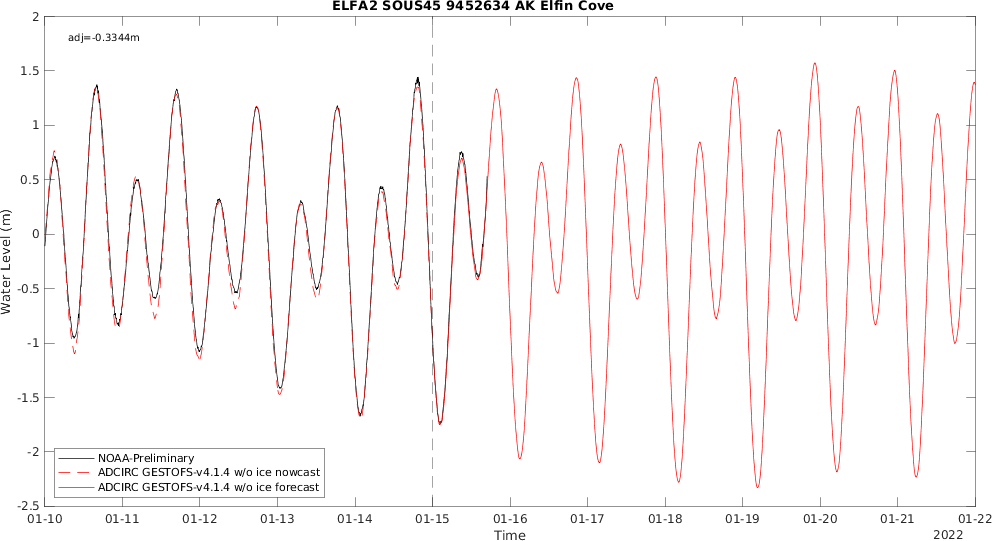 ELFA2 SOUS45 9452634 AK Elfin Cove
adj=-0.3344m
2
1.5
1
0.5
0
-0.5
-1
-1.5
-2
-2.5
Water Level (m)
NOAA-Preliminary
ADCIRC GESTOFS-v4.1.4 w/o ice nowcast
ADCIRC GESTOFS-v4.1.4 w/o ice forecast
01-10 01-11 01-12 01-13 01-14 01-15 01-16 01-17 01-18 01-19 01-20 01-21 01-22
Time
2022